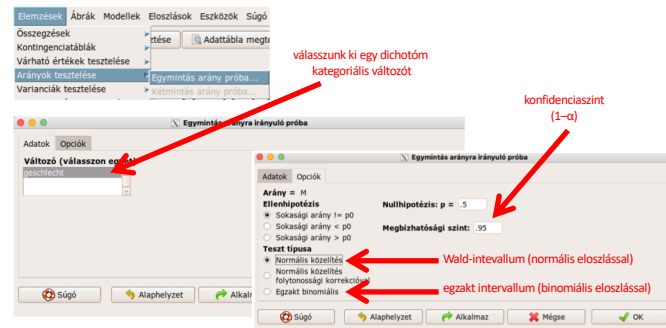 Elemzések Ábrák Modellek Eloszlások Eszközök Súgó
Összegzések
Kontingenciatáblák
Várható értékek tesztelése
Arányok tesztelése
Varianciák tesztelése
Adattábla
Egymintás arány próba...
Kétmintás arány próba...
válasszunk ki egy dichotóm
kategoriális változót
konfidenciaszint
(1–α)
Egymintás arányra irányuló próba
Adatok Opciók
Változó (válasszon egyet)
geschlecht
Súgó Alaphelyzet
Egymintás arányra irányuló próba
Adatok Opciók
Arány = M
Ellenhipotézis Nullhipotézis: p = .5
Sokasági arány != p0
Sokasági arány < p0 Megbízhatósági szint: .95
Sokasági arány > p0
Teszt típusa
Normális közelítés Wald-intevallum (normális eloszlással)
Normális közelítés
folytonossági korrekcióval
Egzakt binomiális egzakt intervallum (binomiális eloszlással)
Súgó Alaphelyzet Alkalmaz Mégse OK